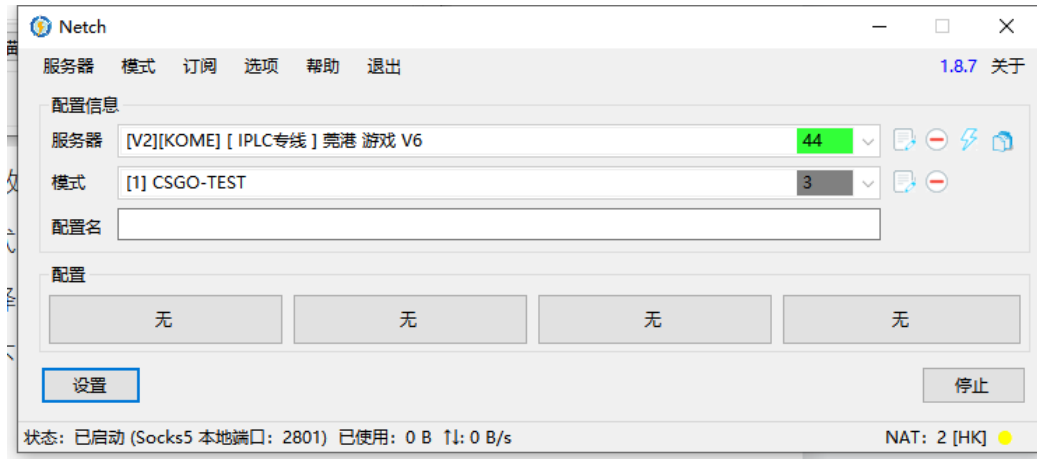 Netch
服务器 模式 订阅 选项 帮助 退出 1.8.7 关于
配置信息
服务器 [V2][KOME] [ IPLC专线 ] 莞港 游戏 V6 44
模式 [1] CSGO-TEST 3
配置名
配置
无 无 无 无
设置 停止
状态：已启动 (Socks5 本地端口：2801) 已使用：0 B ↑↓: 0 B/s NAT：2 [HK]